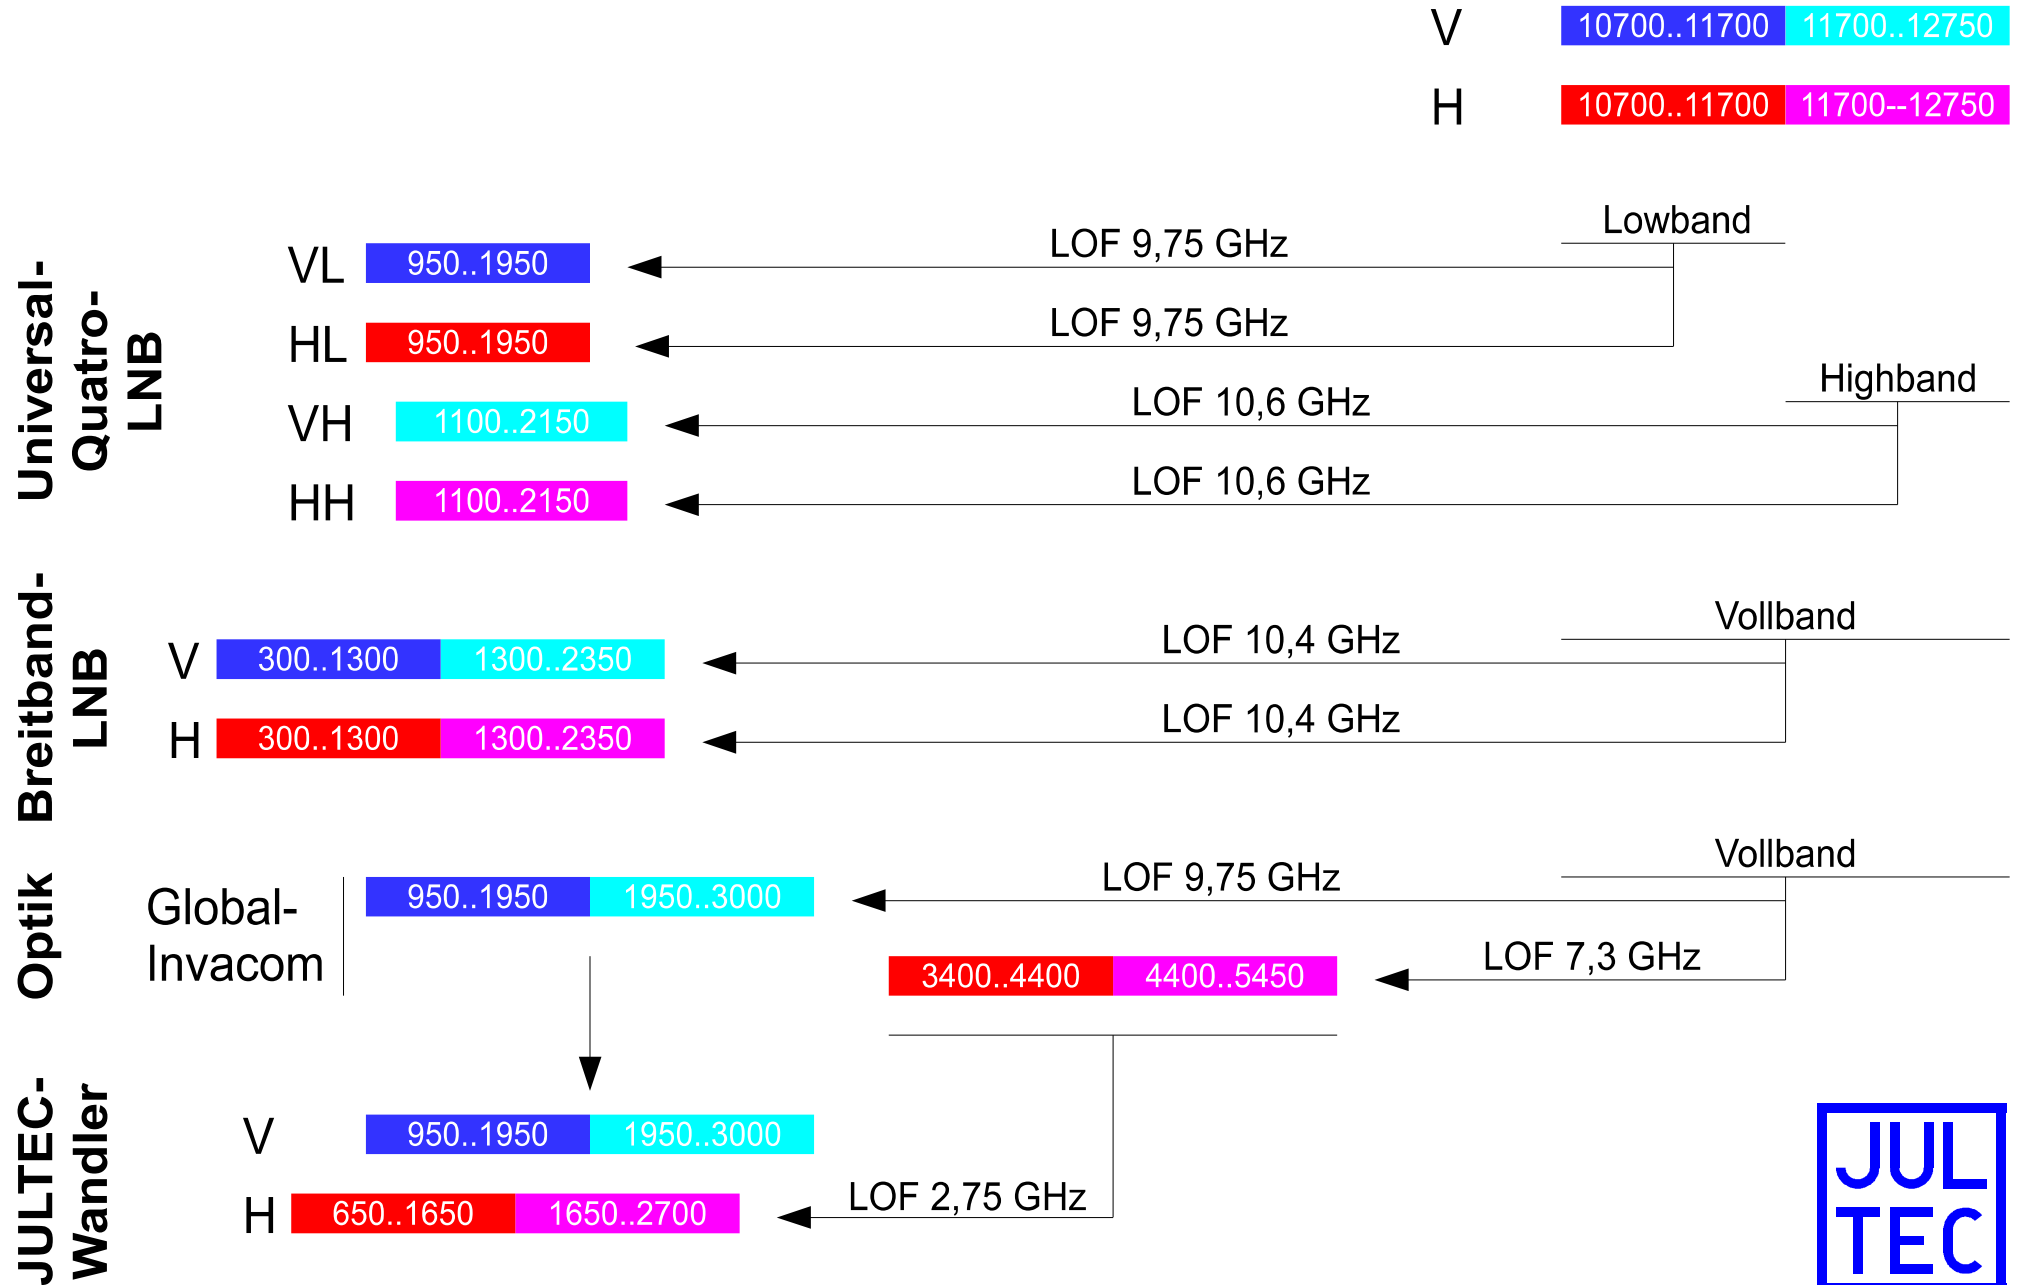 V 10700..11700 11700..12750
H 10700..11700 11700--12750
Lowband
Universal-
Quatro-
LNB
VL 950..1950 LOF 9,75 GHz
HL 950..1950 LOF 9,75 GHz
Highband
VH 1100..2150 LOF 10,6 GHz
HH 1100..2150 LOF 10,6 GHz
Breitband-
LNB
Vollband
V 300..1300 1300..2350 LOF 10,4 GHz
H 300..1300 1300..2350 LOF 10,4 GHz
Optik
Vollband
Global-
Invacom
950..1950 1950..3000 LOF 9,75 GHz
3400..4400 4400..5450 LOF 7,3 GHz
JULTEC-
Wandler
V 950..1950 1950..3000
H 650..1650 1650..2700 LOF 2,75 GHz
JUL
TEC